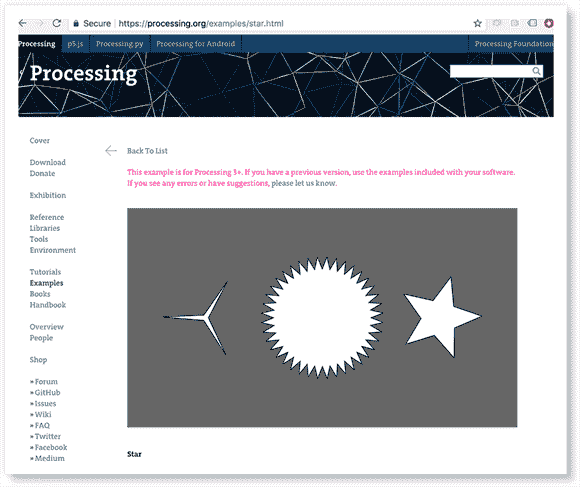 Secure https://processing.org/examples/star.html
Processing p5.js Processing.py Processing for Android Processing Foundation
Processing
Cover
Download
Donate
Exhibition
Reference
Libraries
Tools
Environment
Tutorials
Examples
Books
Handbook
Overview
People
Shop
» Forum
» GitHub
» Issues
» Wiki
» FAQ
» Twitter
» Facebook
» Medium
Back To List
This example is for Processing 3+. If you have a previous version, use the examples included with your software.
If you see any errors or have suggestions, please let us know.
Star